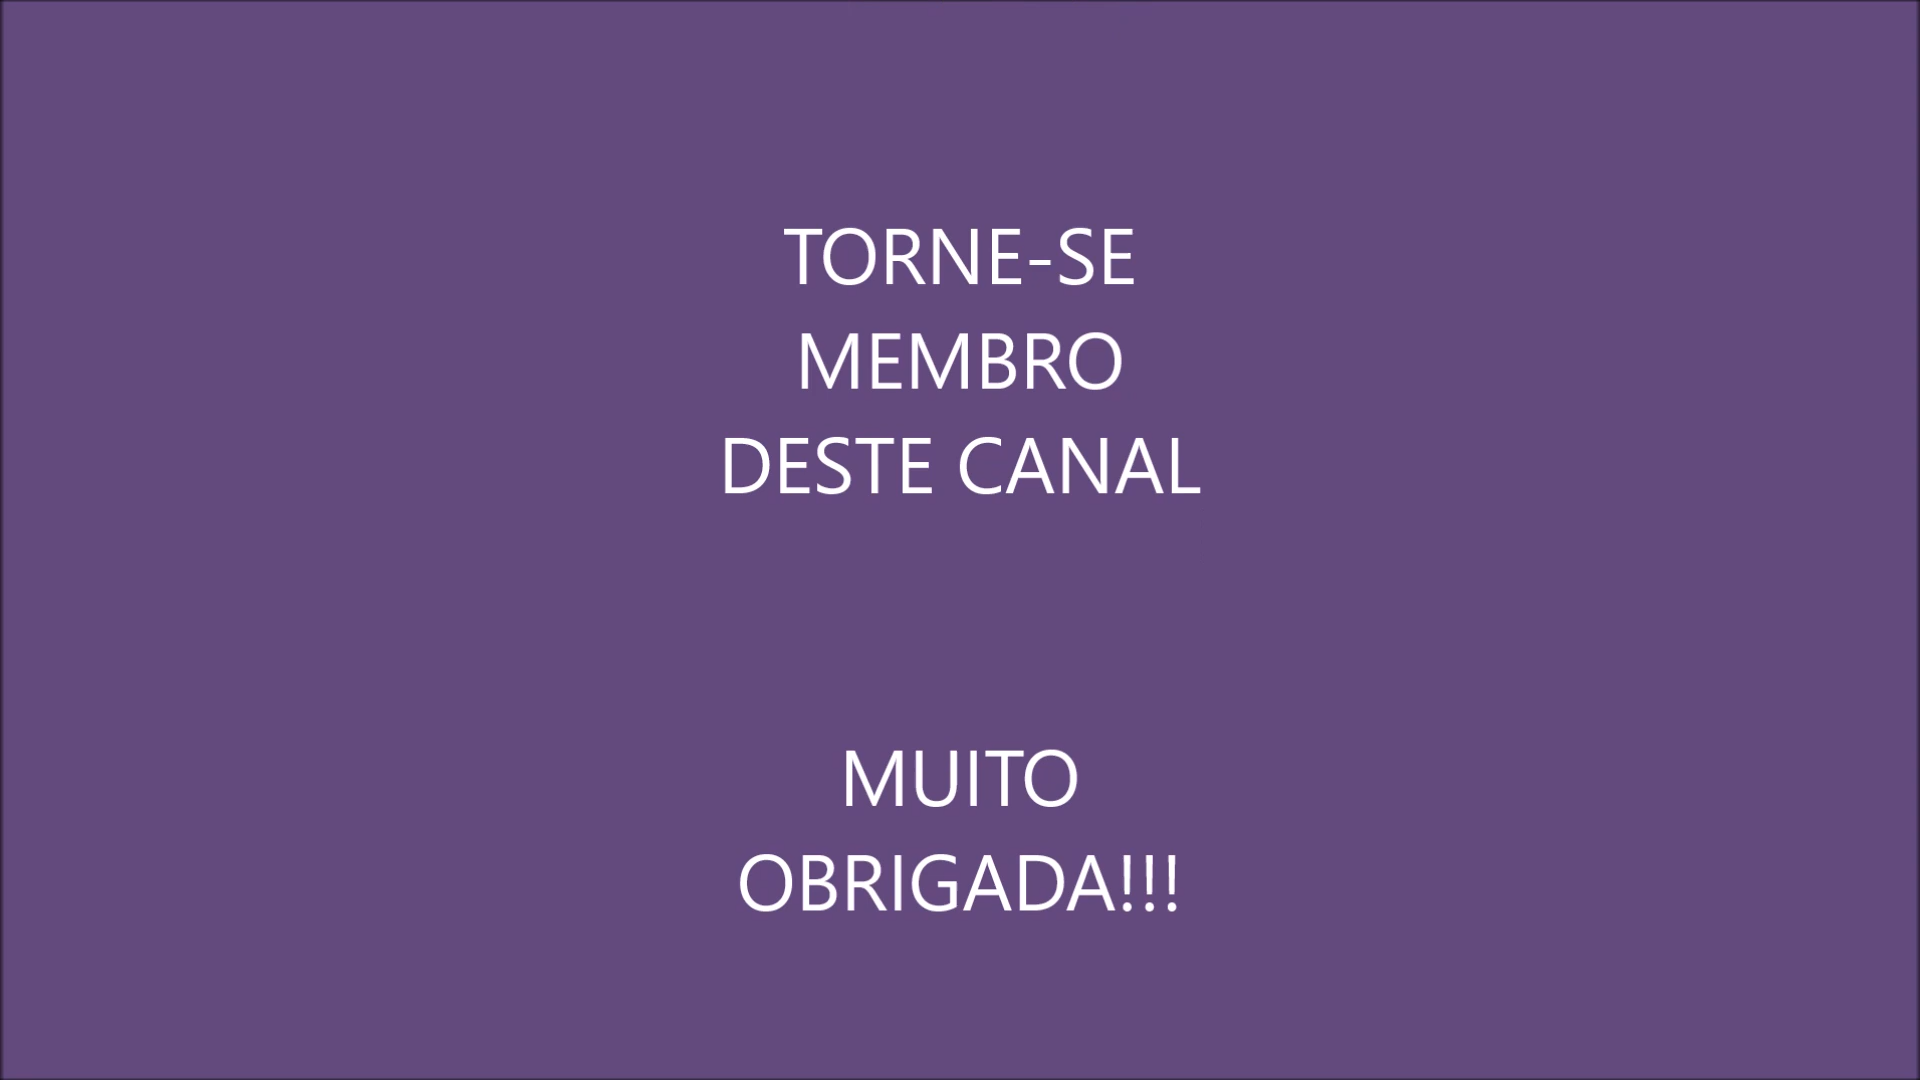 TORNE-SE
MEMBRO
DESTE CANAL
MUITO
OBRIGADA!!!